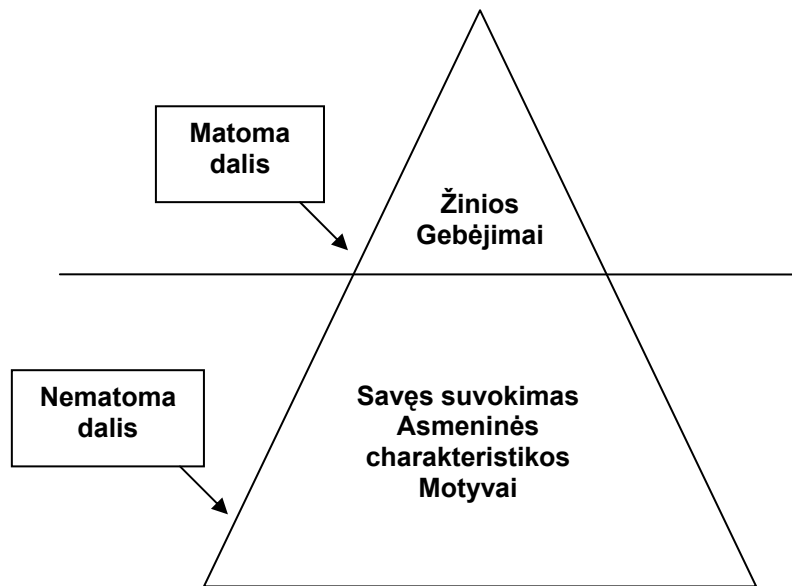 Matoma
dalis
Žinios
Gebėjimai
Nematoma
dalis
Savęs suvokimas
Asmeninės
charakteristikos
Motyvai